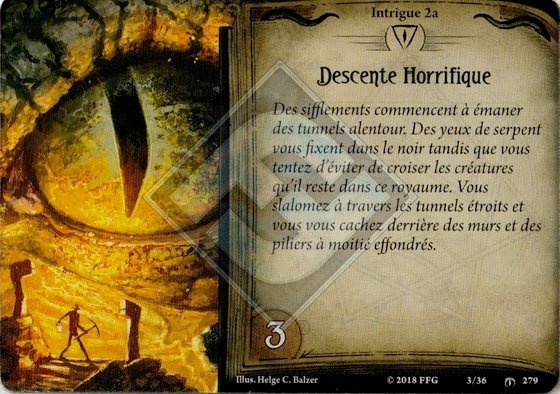 Intrigue 2a
Descente Horrifique
Des sifflements commencent à émaner
des tunnels alentour. Des yeux de serpent
vous fixent dans le noir tandis que vous
tentez d'éviter de croiser les créatures
qu'il reste dans ce royaume. Vous
slalomez à travers les tunnels étroits et
vous vous cachez derrière des murs et des
piliers à moitié effondrés.
3
Illus. Helge C. Balzer © 2018 FFG 3/36 279